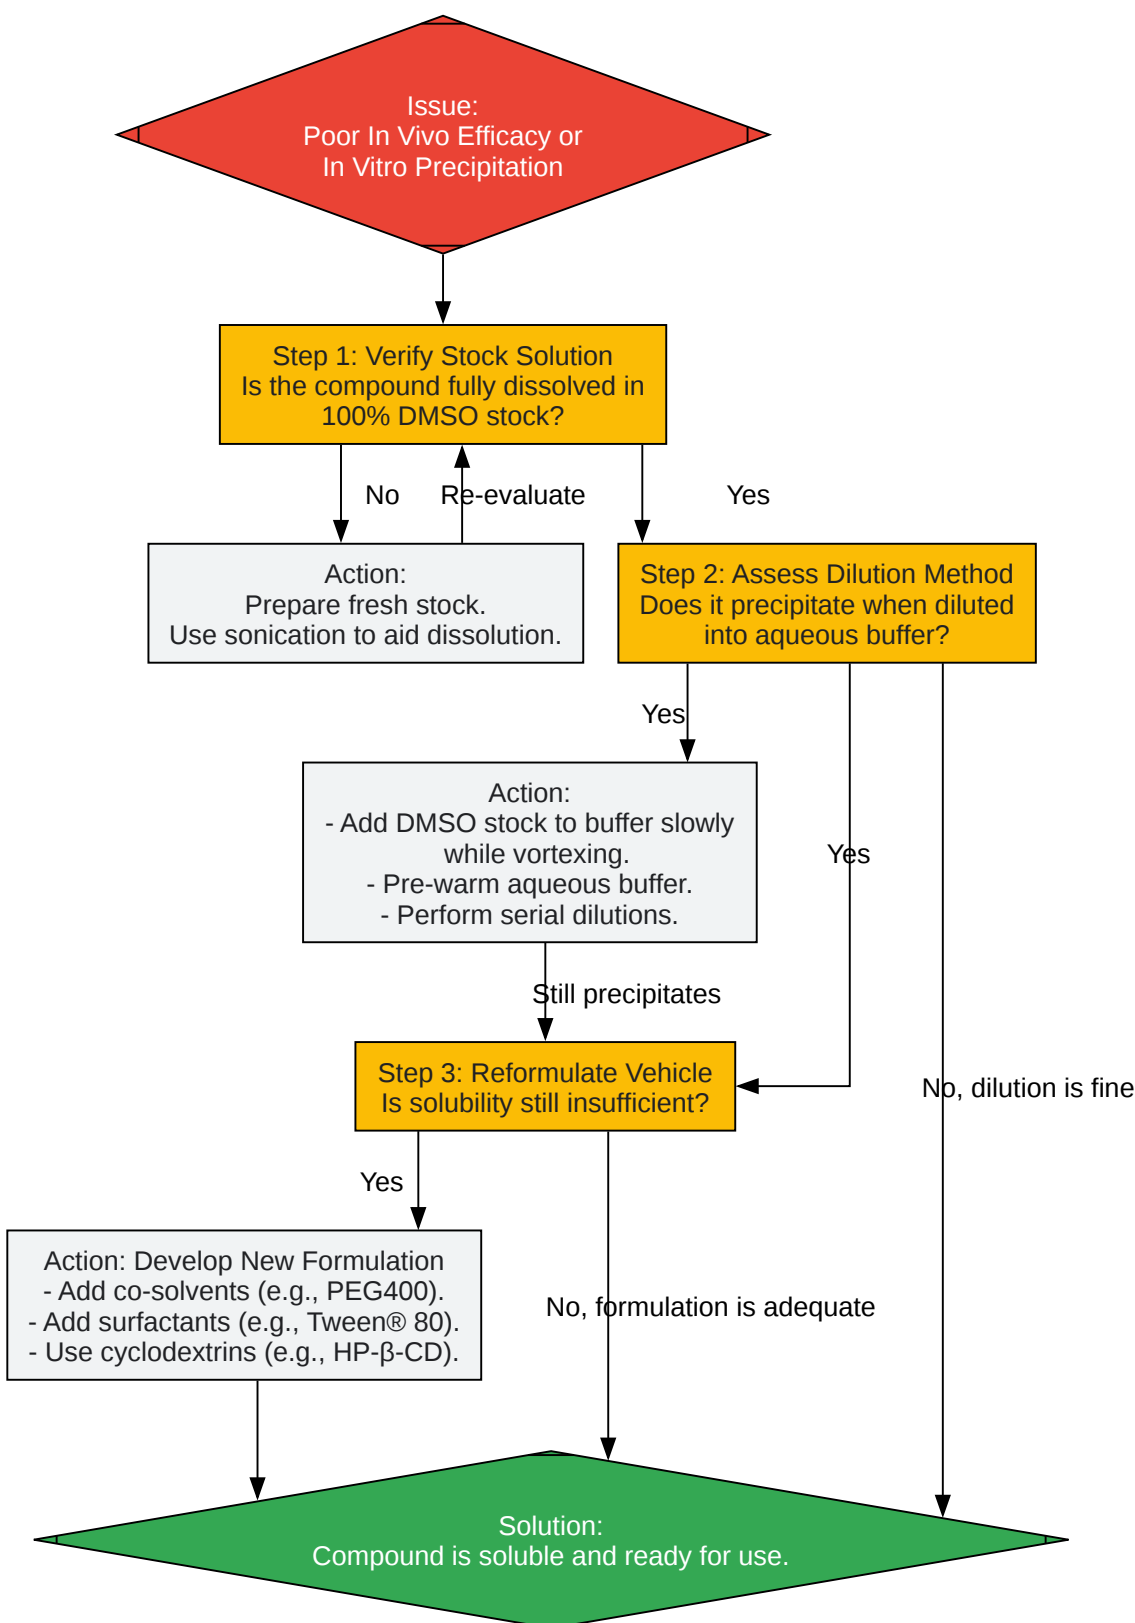 Issue:
Poor In Vivo Efficacy or
In Vitro Precipitation
Step 1: Verify Stock Solution
Is the compound fully dissolved in
100% DMSO stock?
No
Re-evaluate
Yes
Action:
Prepare fresh stock.
Use sonication to aid dissolution.
Step 2: Assess Dilution Method
Does it precipitate when diluted
into aqueous buffer?
Yes
Action:
- Add DMSO stock to buffer slowly
while vortexing.
- Pre-warm aqueous buffer.
- Perform serial dilutions.
Yes
Still precipitates
Step 3: Reformulate Vehicle
Is solubility still insufficient?
No, dilution is fine
Yes
Action: Develop New Formulation
- Add co-solvents (e.g., PEG400).
- Add surfactants (e.g., Tween® 80).
- Use cyclodextrins (e.g., HP-β-CD).
No, formulation is adequate
Solution:
Compound is soluble and ready for use.